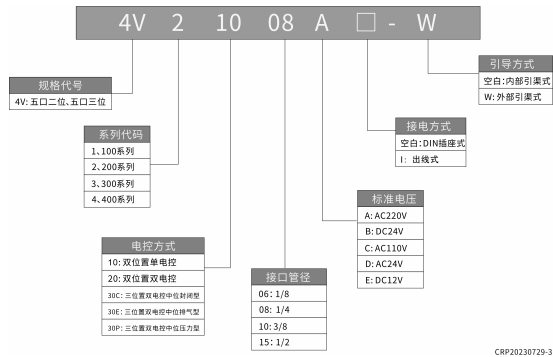 4V 2 10 08 A □ - W
引导方式
空白:内部引渠式
W:外部引渠式
规格代号
4V:五口二位、五口三位
接电方式
空白:DIN插座式
I: 出线式
系列代码
1、100系列
2、200系列
3、300系列
4、400系列
标准电压
A:AC220V
B:DC24V
C:AC110V
D:AC24V
E:DC12V
电控方式
10:双位置单电控
20:双位置双电控
30C:三位置双电控中位封闭型
30E:三位置双电控中位排气型
30P:三位置双电控中位压力型
接口管径
06:1/8
08:1/4
10:3/8
15:1/2
CRP20230729-3